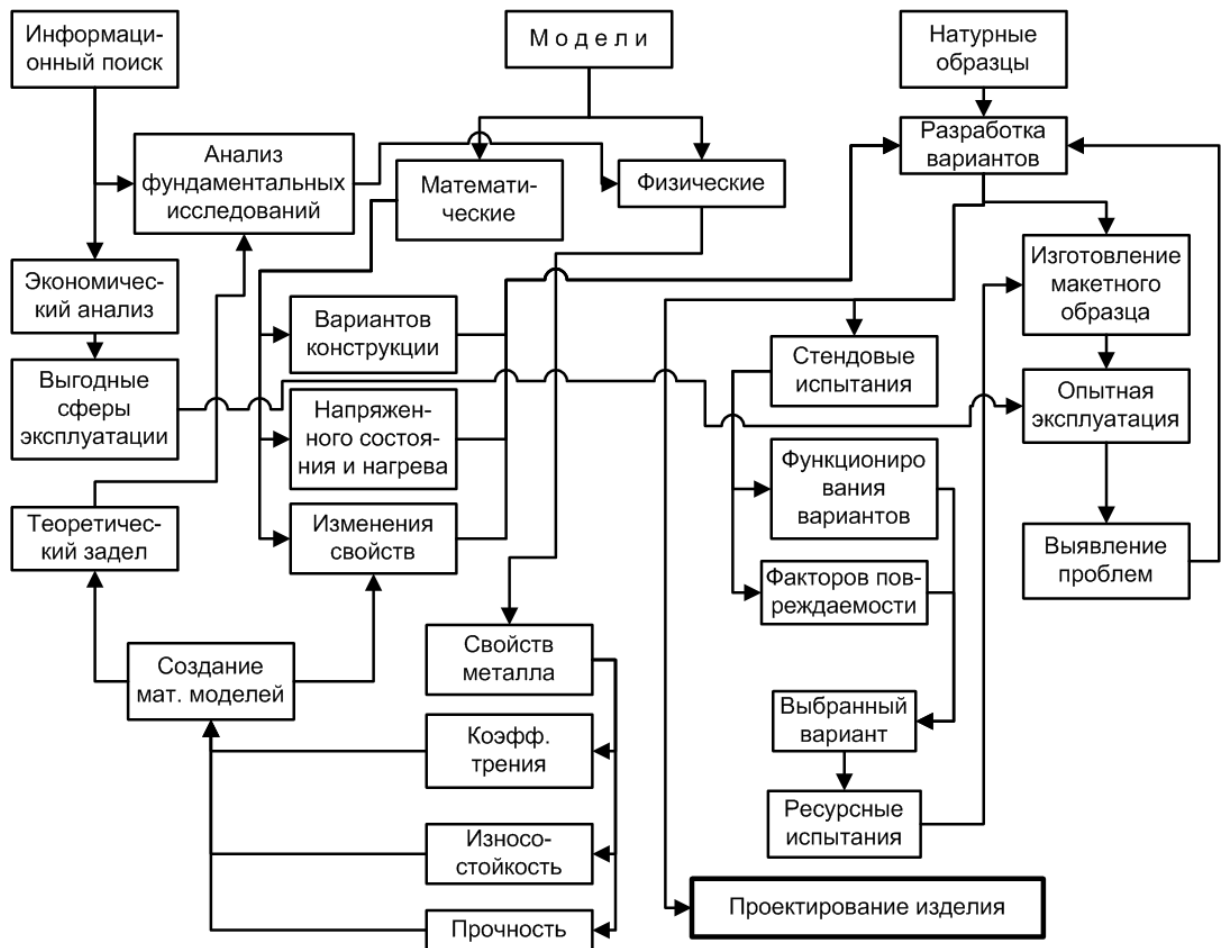 Информаци-
онный поиск
М о д е л и
Натурные
образцы
Анализ
фундаментальных
исследований
Математи-
ческие
Физические
Разработка
вариантов
Экономичес-
кий анализ
Вариантов
конструкции
Изготовление
макетного
образца
Выгодные
сферы
эксплуатации
Напряжен-
ного состоя-
ния и нагрева
Стендовые
испытания
Опытная
эксплуатация
Теоретичес-
кий задел
Изменения
свойств
Функциониро
вания
вариантов
Выявление
проблем
Факторов пов-
реждаемости
Создание
мат. моделей
Свойств
металла
Выбранный
вариант
Коэфф.
трения
Ресурсные
испытания
Износо-
стойкость
Прочность
Проектирование изделия